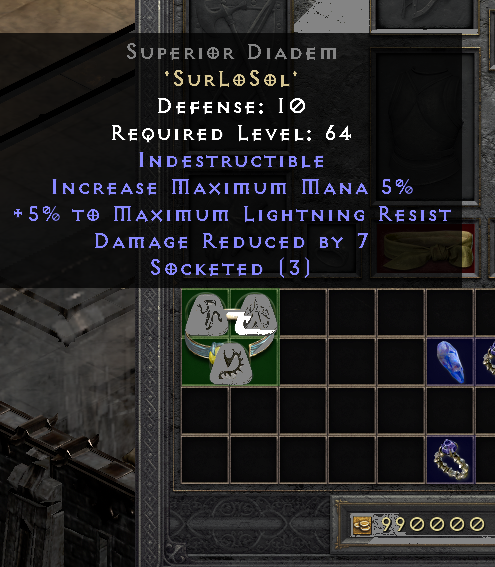 Superior Diadem
'SurLoSol'
Defense: 10
Required Level: 64
Indestructible
Increase Maximum Mana 5%
+5% to Maximum Lightning Resist
Damage Reduced by 7
Socketed (3)
990000